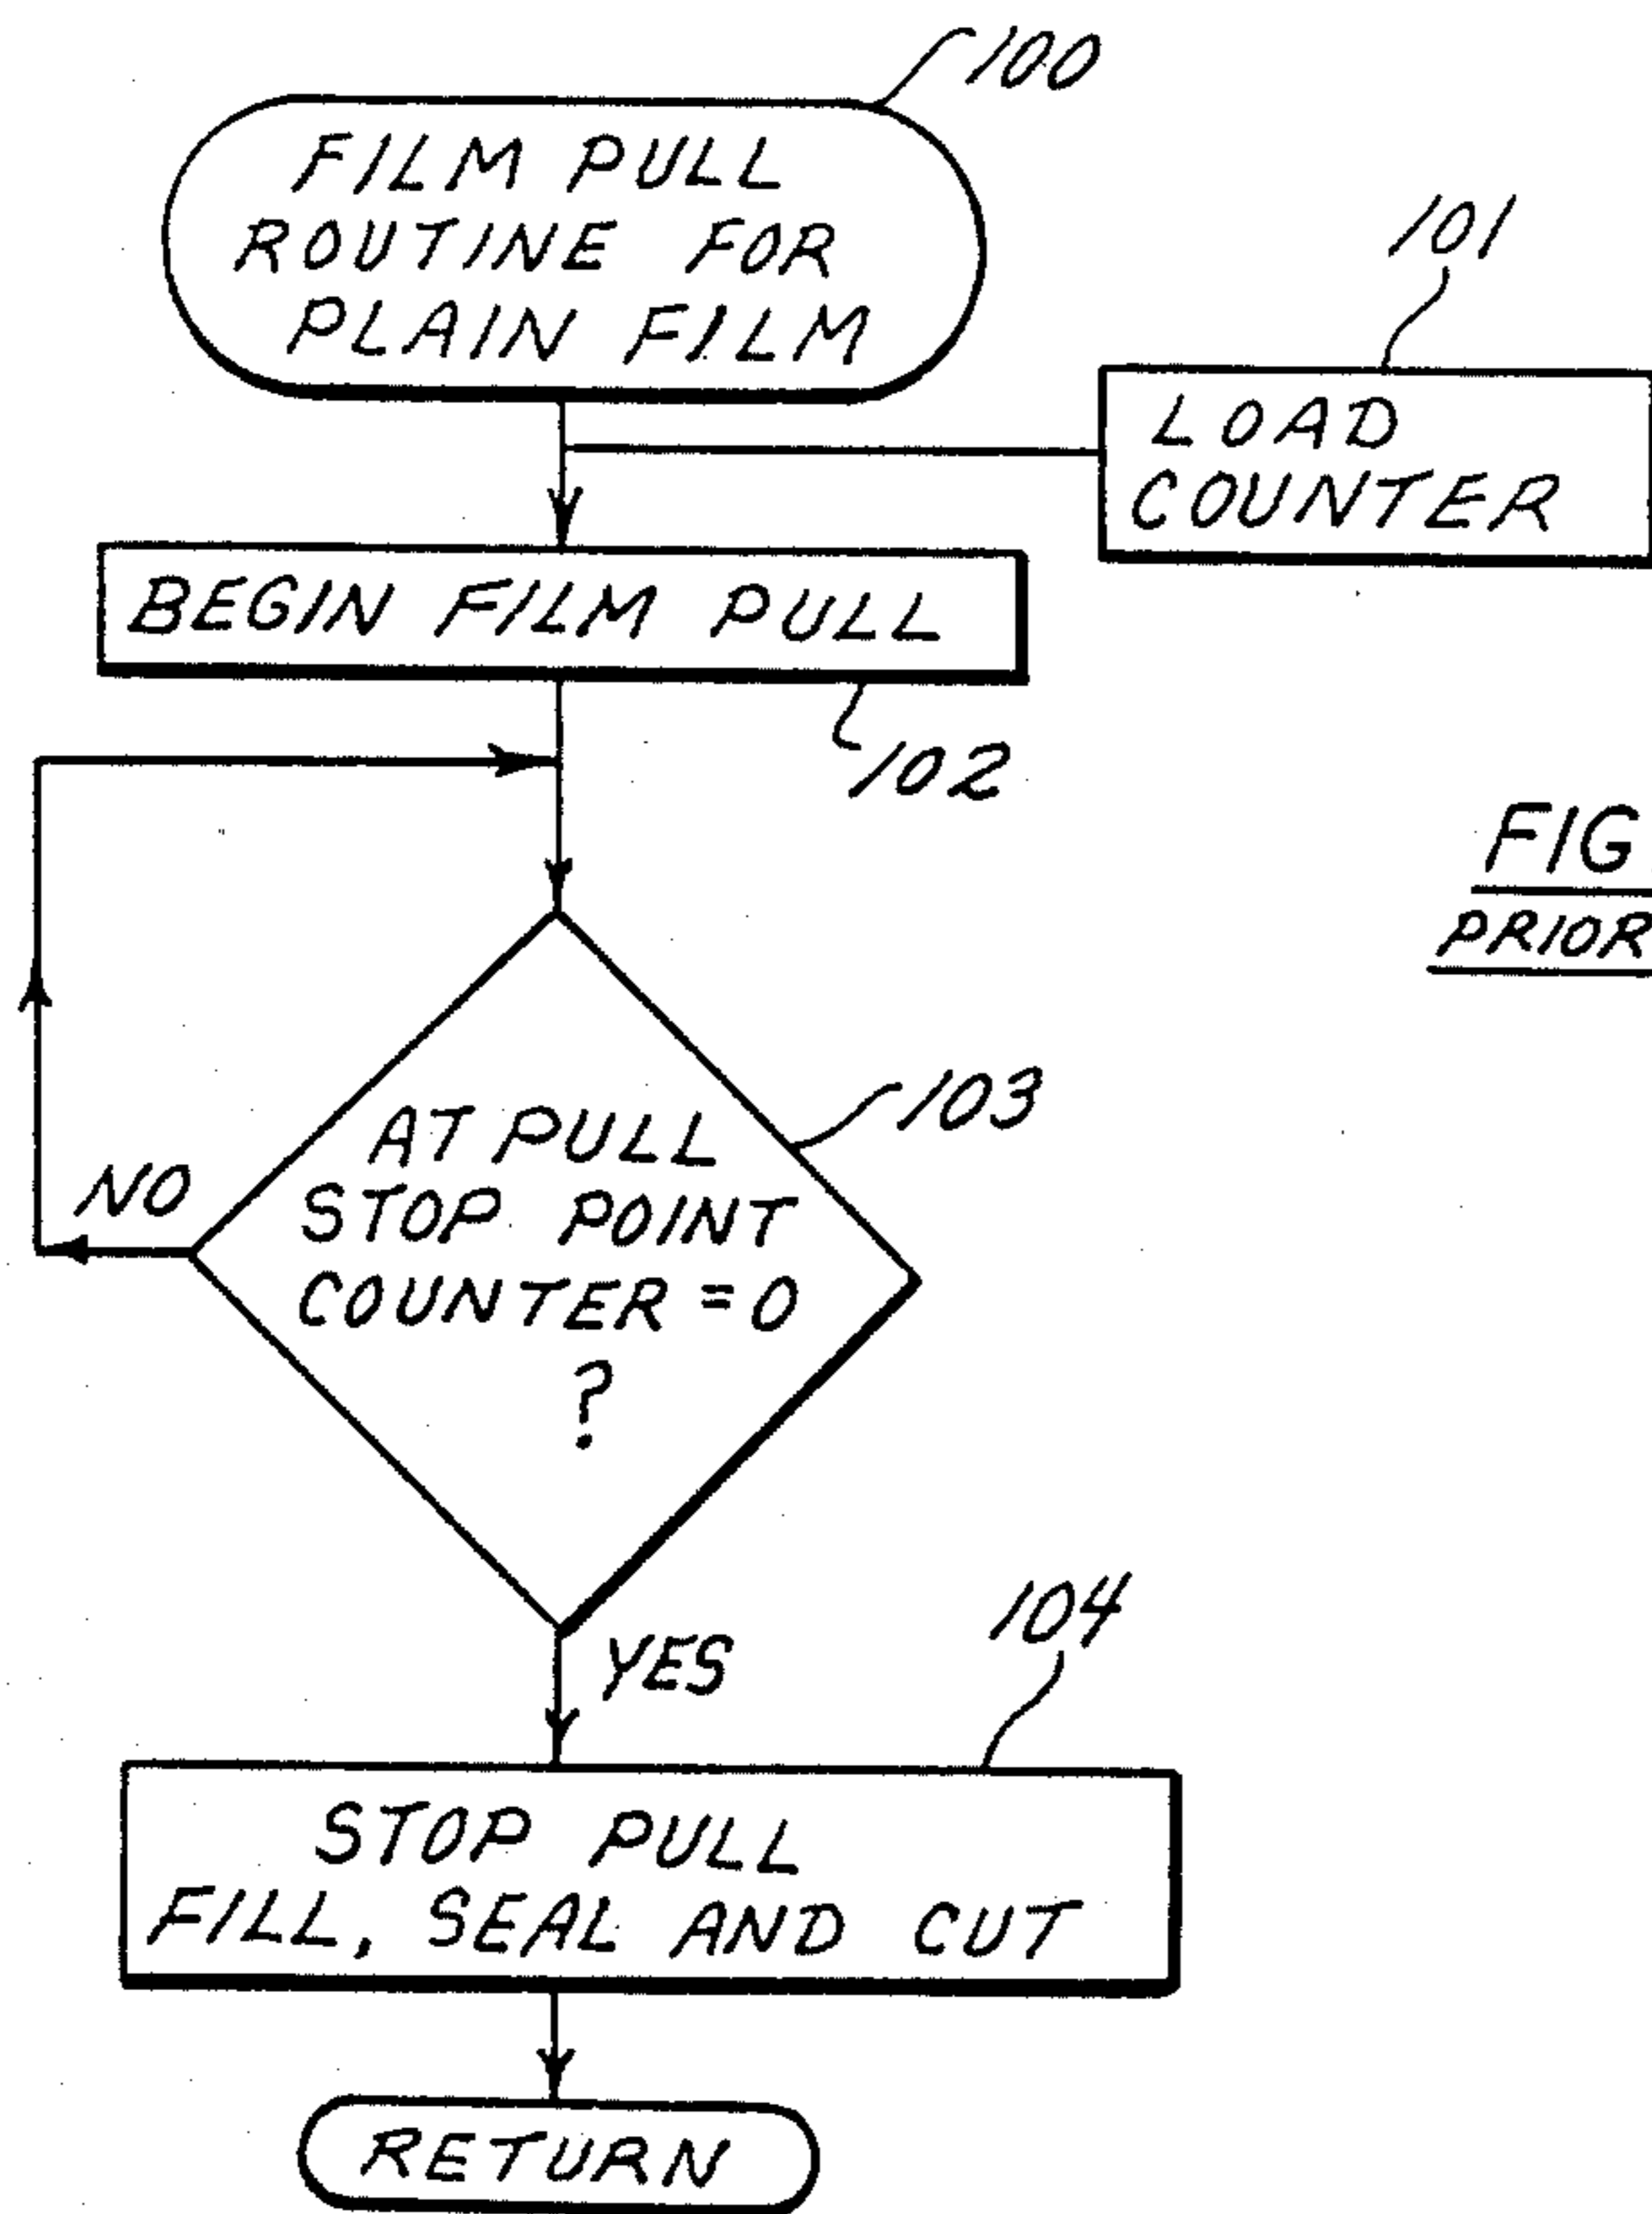 100
FILM PULL
ROUTINE FOR
PLAIN FILM
101
LOAD
COUNTER
BEGIN FILM PULL
102
FIG
PRIOR
103
AT PULL
STOP POINT
COUNTER = 0
?
NO
YES
104
STOP PULL
FILL, SEAL AND CUT
RETURN